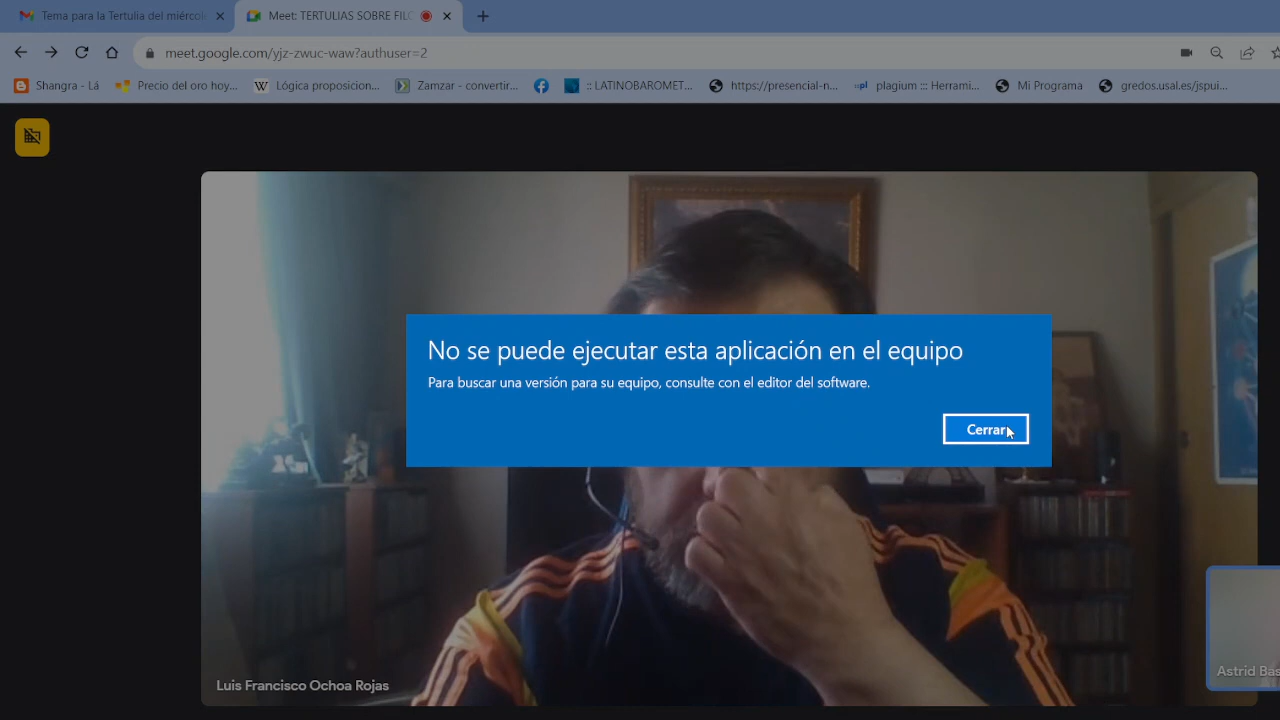 Tema para la Tertulia del miércol
Meet: TERTULIAS SOBRE FILO
meet.google.com/yjz-zwuc-waw?authuser=2
Shangra - Lá
Precio del oro hoy...
Lógica proposicion...
Zamzar - convertir...
:: LATINOBAROMET...
https://presencial-n...
upl
plagium ::: Herrami...
Mi Programa
gredos.usal.es/jspui...
No se puede ejecutar esta aplicación en el equipo
Para buscar una versión para su equipo, consulte con el editor del software.
Cerrar
Luis Francisco Ochoa Rojas
Astrid Bas